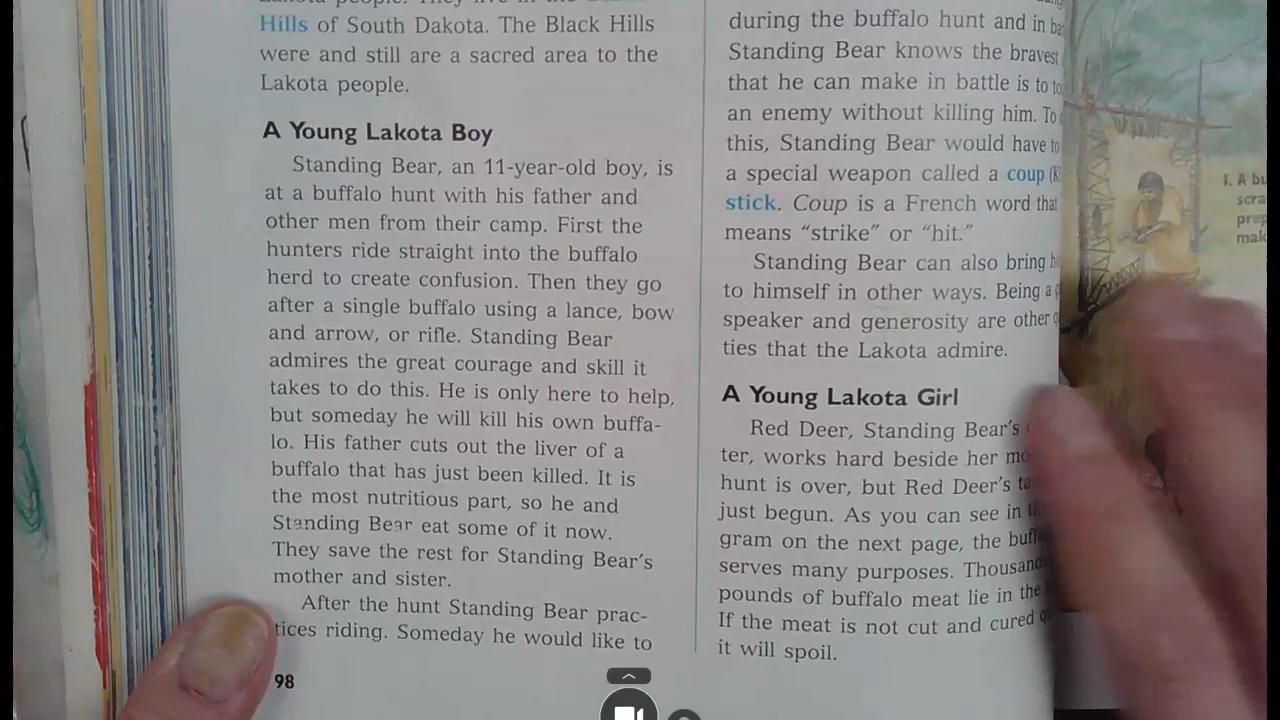 Hills of South Dakota. The Black Hills
were and still are a sacred area to the
Lakota people.
A Young Lakota Boy
Standing Bear, an 11-year-old boy, is
at a buffalo hunt with his father and
other men from their camp. First the
hunters ride straight into the buffalo
herd to create confusion. Then they go
after a single buffalo using a lance, bow
and arrow, or rifle. Standing Bear
admires the great courage and skill it
takes to do this. He is only here to help,
but someday he will kill his own buffa-
lo. His father cuts out the liver of a
buffalo that has just been killed. It is
the most nutritious part, so he and
Standing Bear eat some of it now.
They save the rest for Standing Bear's
mother and sister.
After the hunt Standing Bear prac-
tices riding. Someday he would like to
98
during the buffalo hunt and in
Standing Bear knows the bravest
that he can make in battle is to
an enemy without killing him. To
this, Standing Bear would have to
a special weapon called a coup
stick. Coup is a French word that
means "strike" or "hit."
Standing Bear can also bring
to himself in other ways. Being a
speaker and generosity are other
ties that the Lakota admire.
A Young Lakota Girl
Red Deer, Standing Bear's
ter, works hard beside her
hunt is over, but Red Deer's
just begun. As you can see in
gram on the next page, the
serves many purposes.
pounds of buffalo meat lie in the
If the meat is not cut and cured
it will spoil.
1. A